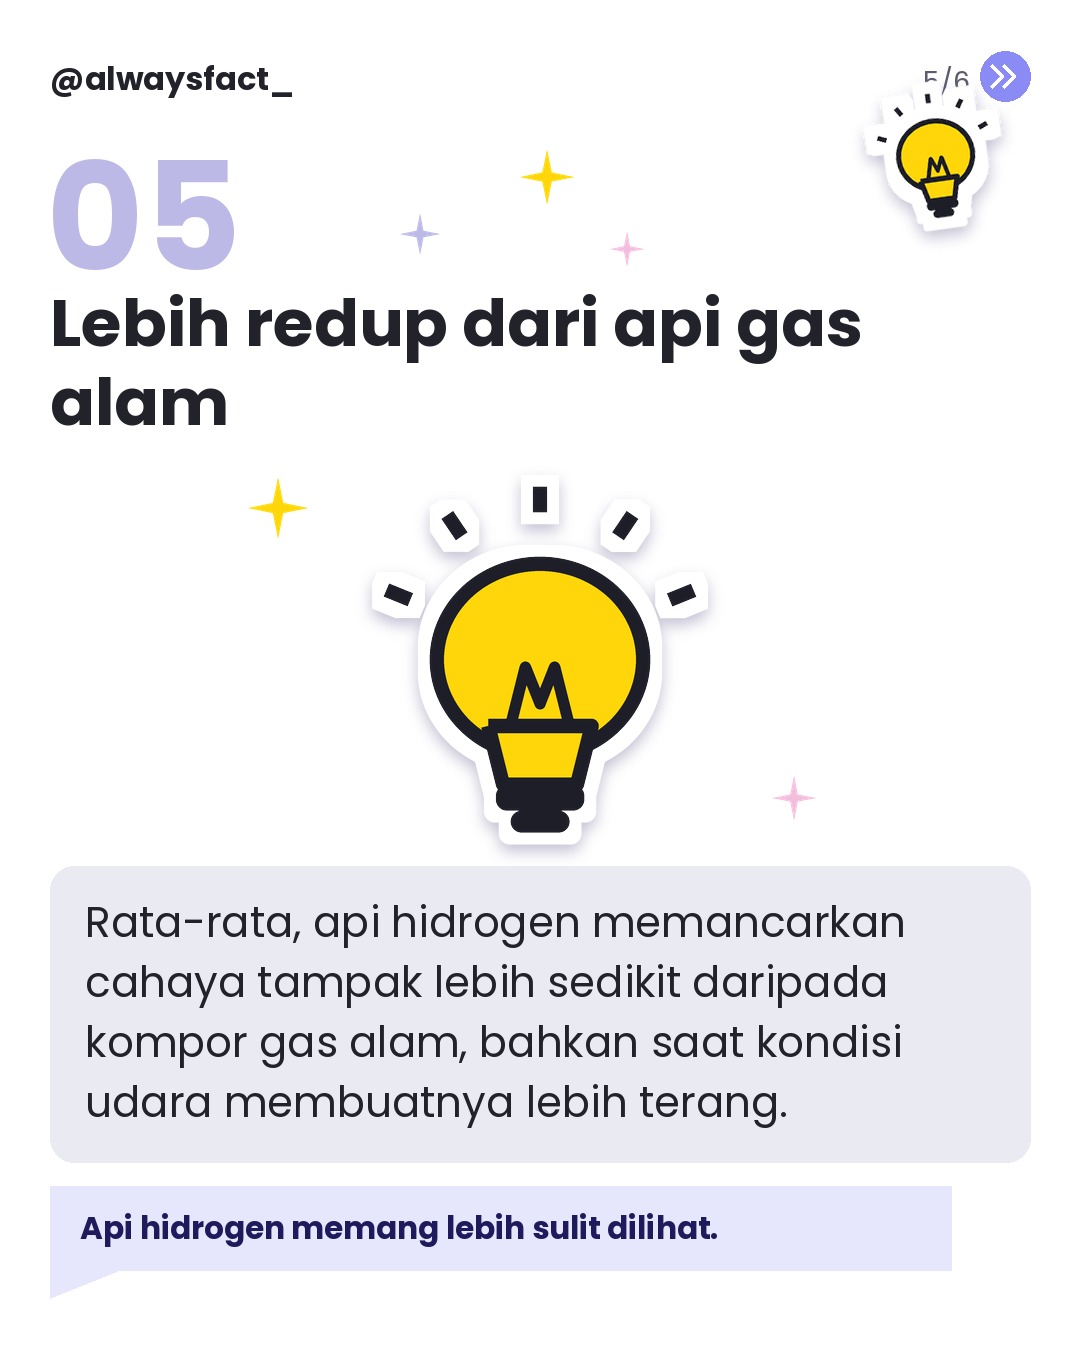 @alwaysfact_
5/6
05
Lebih redup dari api gas
alam
Rata-rata, api hidrogen memancarkan
cahaya tampak lebih sedikit daripada
kompor gas alam, bahkan saat kondisi
udara membuatnya lebih terang.
Api hidrogen memang lebih sulit dilihat.